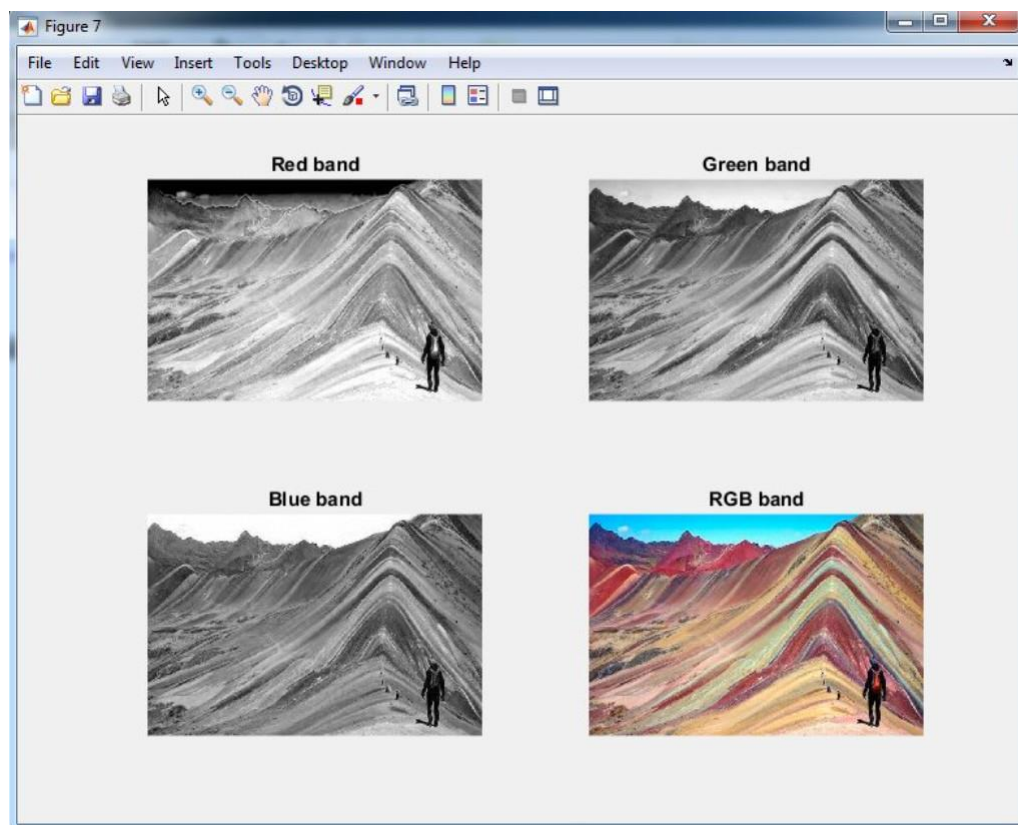 Figure 7
File Edit View Insert Tools Desktop Window Help
Red band
Green band
Blue band
RGB band